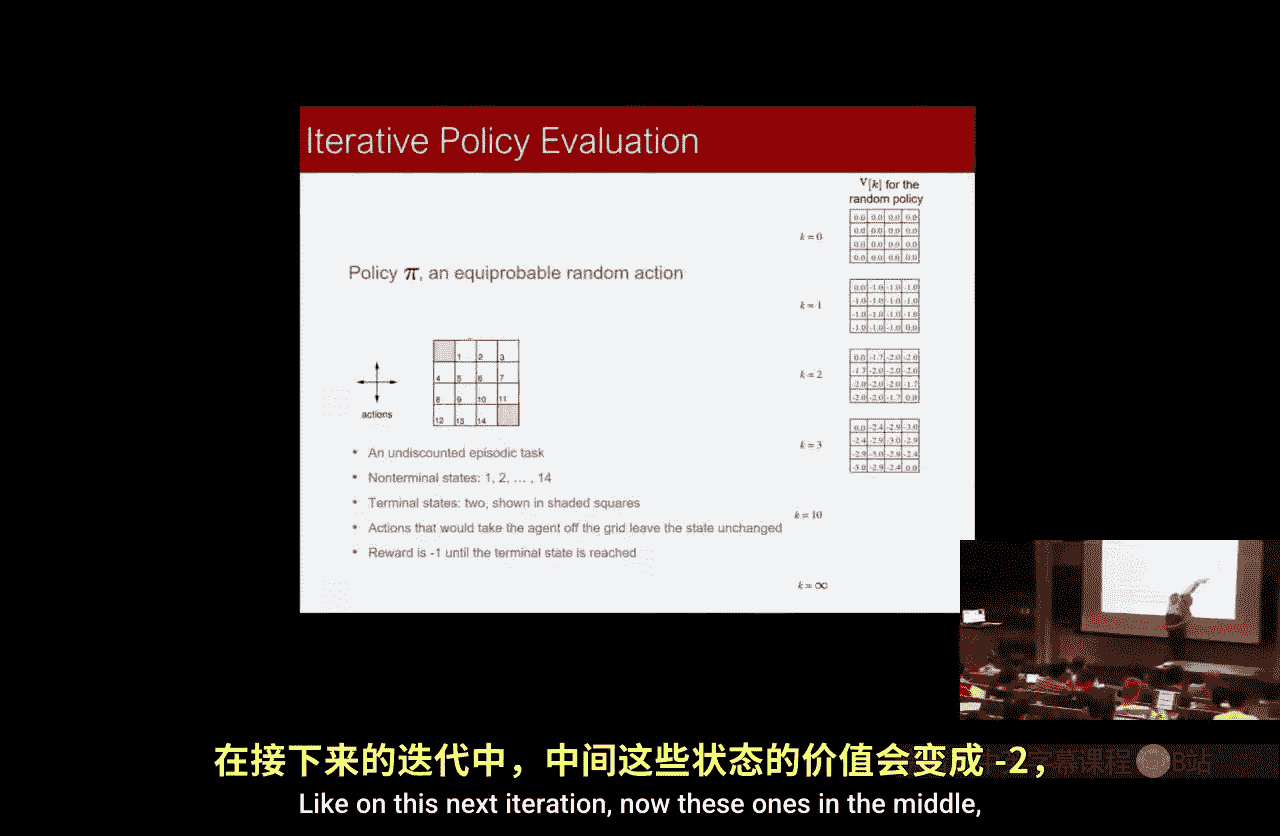 Iterative Policy Evaluation
V[k] for the
random policy
k = 0
0.0 0.0 0.0 0.0
0.0 0.0 0.0 0.0
0.0 0.0 0.0 0.0
0.0 0.0 0.0 0.0
Policy π, an equiprobable random action
k = 1
0.0 -1.0 -1.0 -1.0
-1.0 -1.0 -1.0 -1.0
-1.0 -1.0 -1.0 -1.0
-1.0 -1.0 -1.0 0.0
k = 2
0.0 -1.7 -2.0 -2.0
-1.7 -2.0 -2.0 -2.0
-2.0 -2.0 -2.0 -1.7
-2.0 -2.0 -1.7 0.0
1 2 3
4 5 6 7
8 9 10 11
12 13 14
actions
k = 3
0.0 -2.4 -2.9 -3.0
-2.4 -2.9 -3.0 -2.9
-2.9 -3.0 -2.9 -2.4
-3.0 -2.9 -2.4 0.0
• An undiscounted episodic task
• Nonterminal states: 1, 2, … , 14
• Terminal states: two, shown in shaded squares
k = 10
• Actions that would take the agent off the grid leave the state unchanged
• Reward is -1 until the terminal state is reached
k = ∞
在接下来的迭代中，中间这些状态的价值会变成 -2，
幕课程 B站
Like on this next iteration, now these ones in the middle,